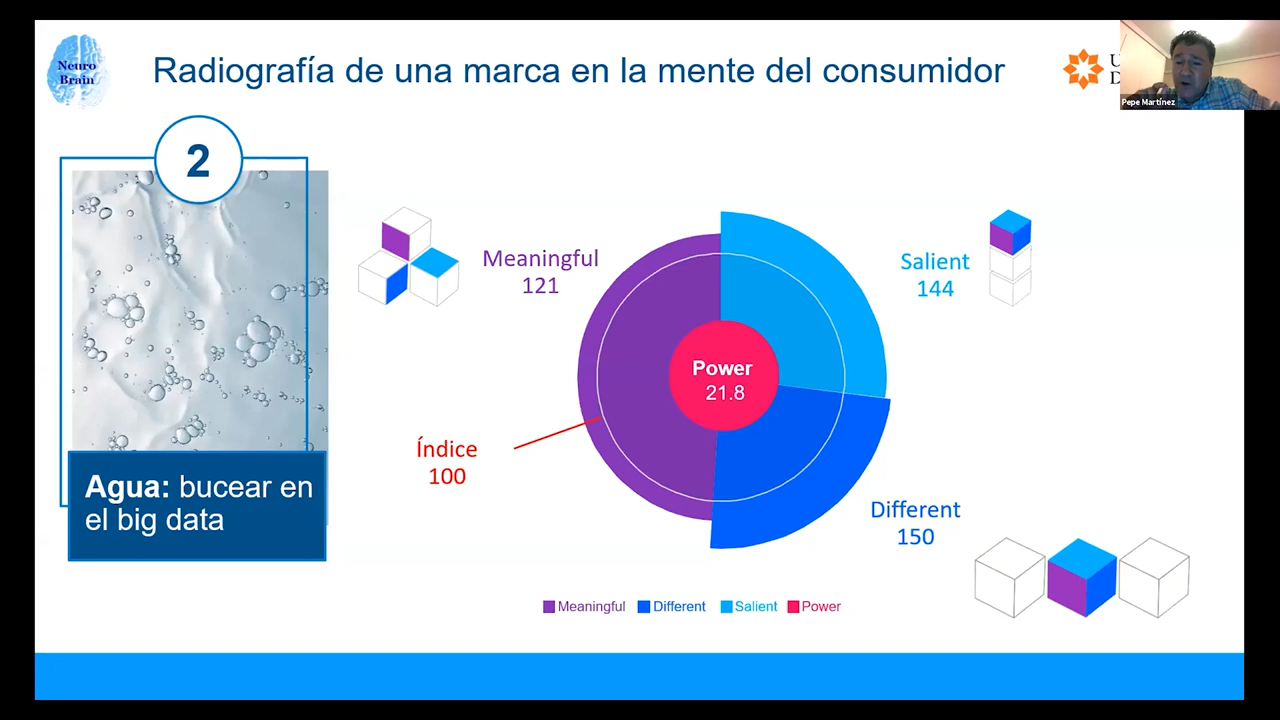 Neuro
Brain
Radiografía de una marca en la mente del consumidor
Pepe Martínez
2
Agua: bucear en
el big data
Meaningful
121
Salient
144
Power
21.8
Índice
100
Different
150
Meaningful
Different
Salient
Power